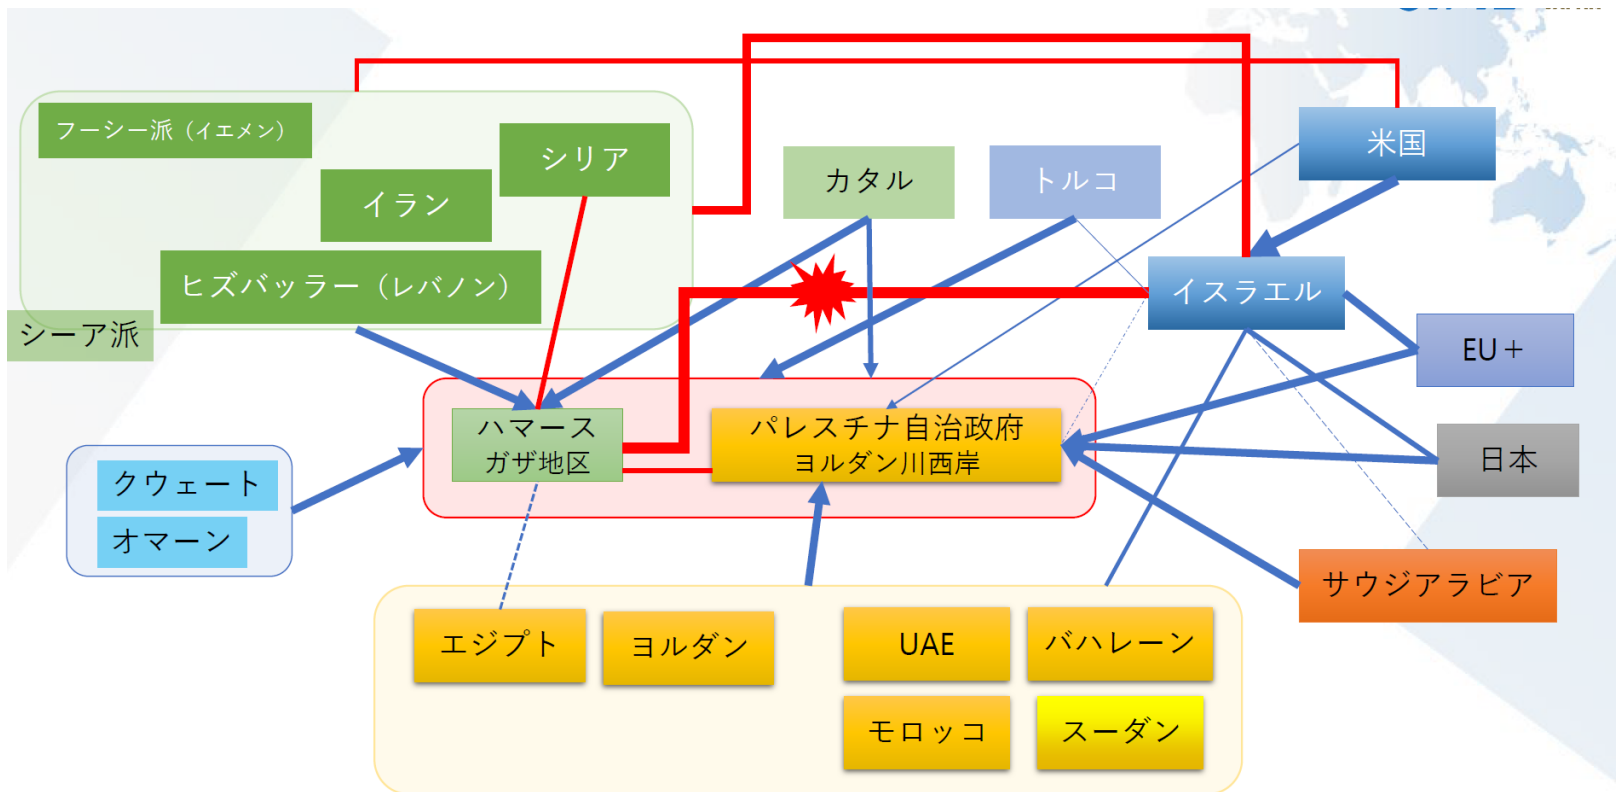 フーシー派（イエメン）
シリア
イラン
ヒズバッラー（レバノン）
シーア派
カタル
トルコ
米国
イスラエル
EU＋
日本
サウジアラビア
ハマース
ガザ地区
パレスチナ自治政府
ヨルダン川西岸
クウェート
オマーン
エジプト
ヨルダン
UAE
バハレーン
モロッコ
スーダン